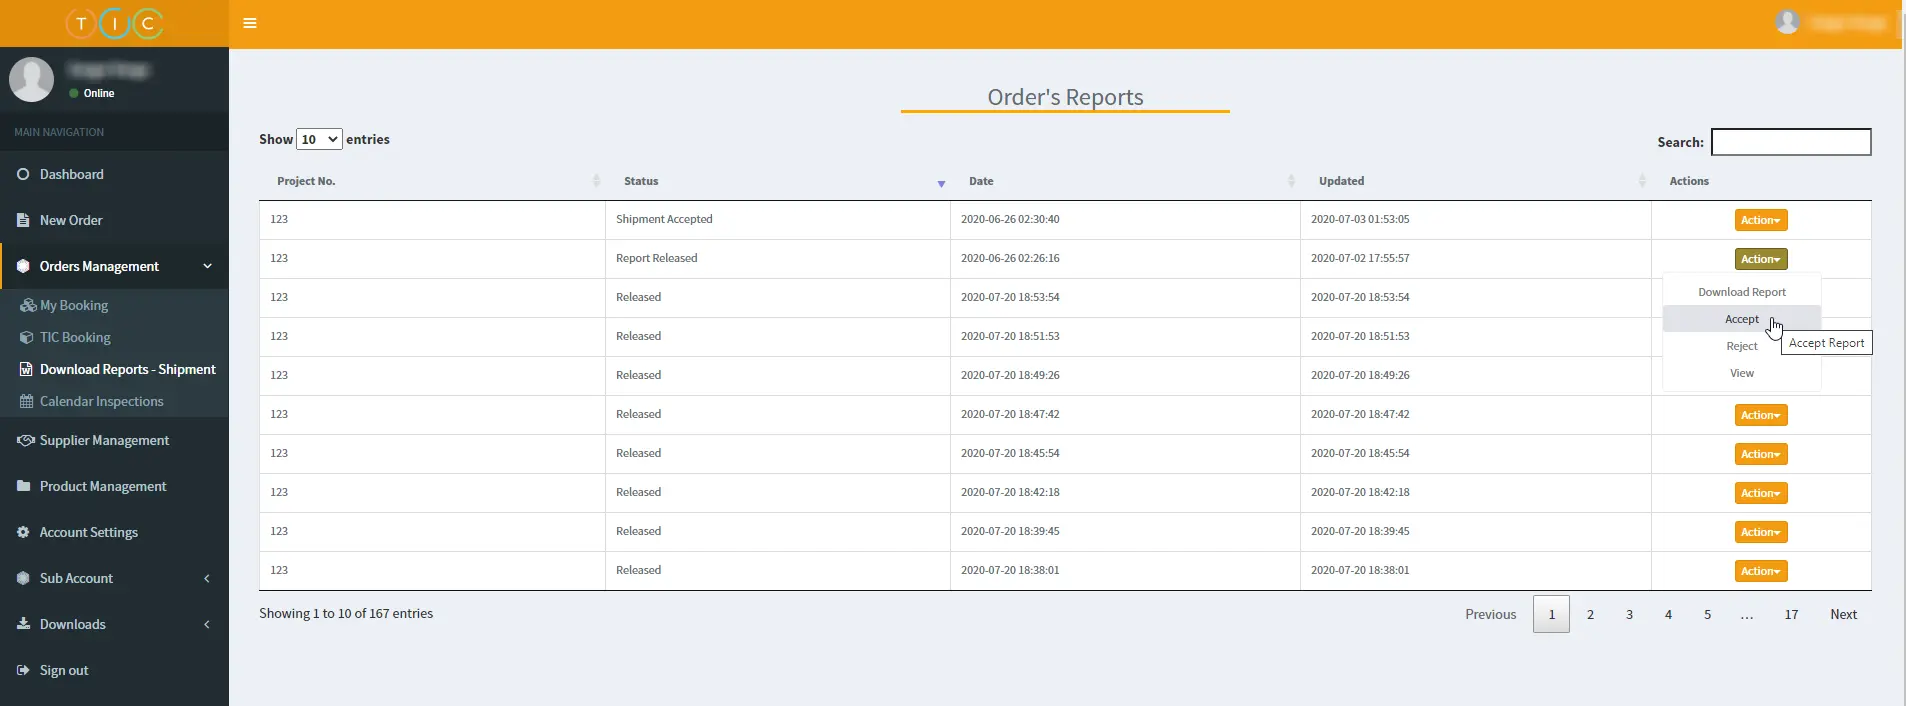 TIC
Online
MAIN NAVIGATION
Dashboard
New Order
Orders Management
My Booking
TIC Booking
Download Reports - Shipment
Calendar Inspections
Supplier Management
Product Management
Account Settings
Sub Account
Downloads
Sign out
Order's Reports
Show 10 entries
Search:
Project No. Status Date Updated Actions
123 Shipment Accepted 2020-06-26 02:30:40 2020-07-03 01:53:05 Action
123 Report Released 2020-06-26 02:26:16 2020-07-02 17:55:57 Action
123 Released 2020-07-20 18:53:54 2020-07-20 18:53:54
123 Released 2020-07-20 18:51:53 2020-07-20 18:51:53
123 Released 2020-07-20 18:49:26 2020-07-20 18:49:26
123 Released 2020-07-20 18:47:42 2020-07-20 18:47:42 Action
123 Released 2020-07-20 18:45:54 2020-07-20 18:45:54 Action
123 Released 2020-07-20 18:42:18 2020-07-20 18:42:18 Action
123 Released 2020-07-20 18:39:45 2020-07-20 18:39:45 Action
123 Released 2020-07-20 18:38:01 2020-07-20 18:38:01 Action
Download Report
Accept
Reject
View
Accept Report
Showing 1 to 10 of 167 entries
Previous 1 2 3 4 5 … 17 Next